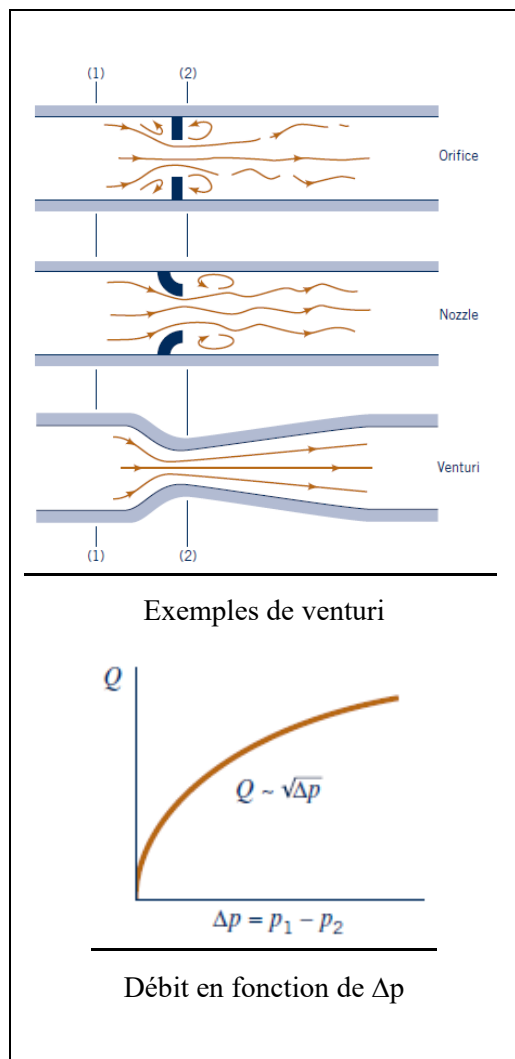 (1) (2)
Orifice
Nozzle
Venturi
(1) (2)
Exemples de venturi
Q
Q ~ √Δp
Δp = p₁ − p₂
Débit en fonction de Δp